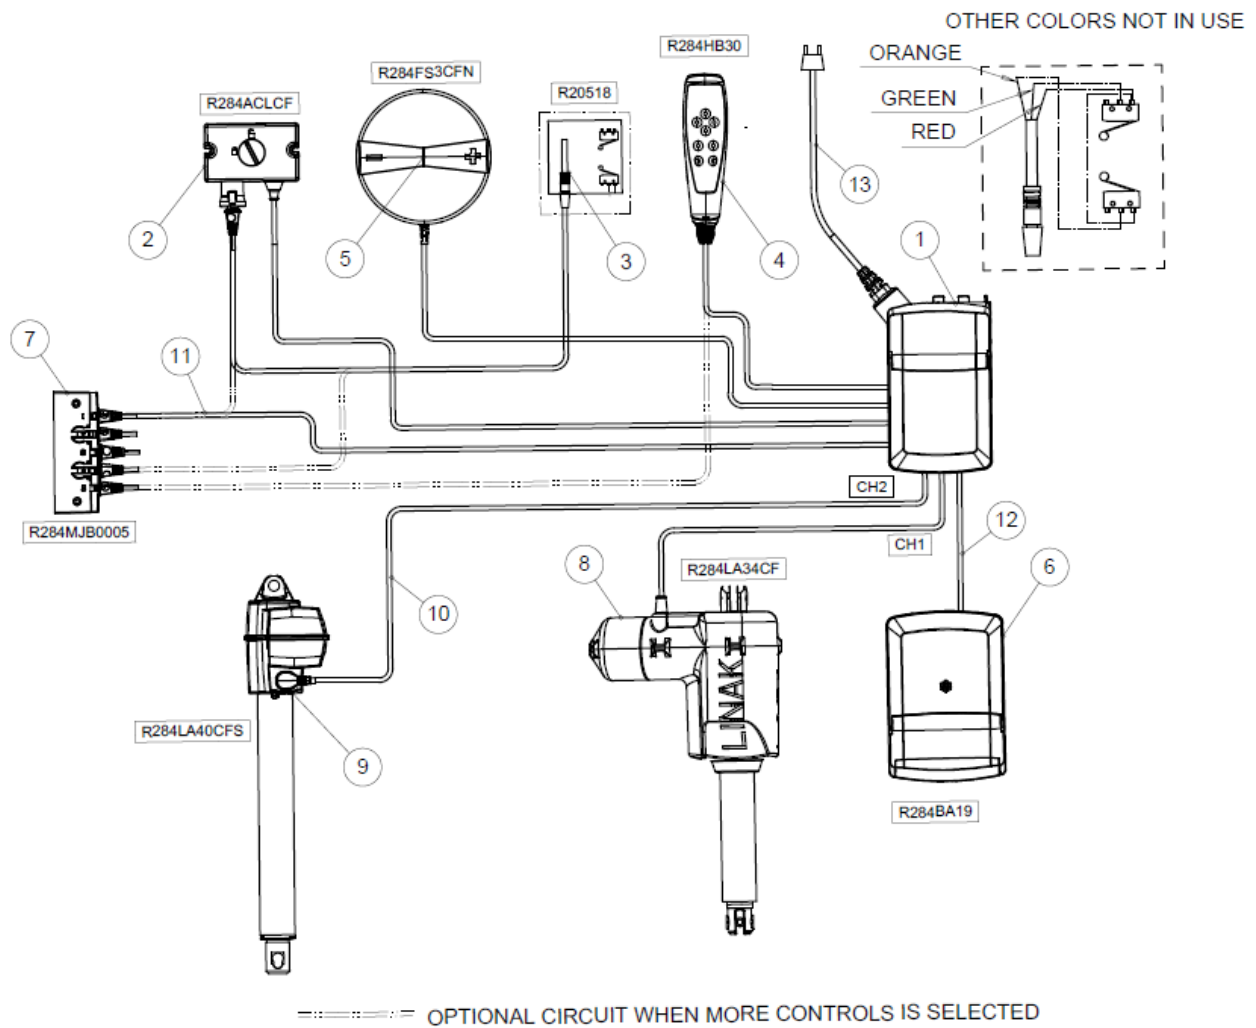 OTHER COLORS NOT IN USE
ORANGE
GREEN
RED
R284HB30
R284FS3CFN
R20518
R284ACLCF
13
1
2
5
3
4
7
11
R284MJB0005
CH2
CH1
12
8
R284LA34CF
6
10
LINAK
R284LA40CFS
9
R284BA19
OPTIONAL CIRCUIT WHEN MORE CONTROLS IS SELECTED